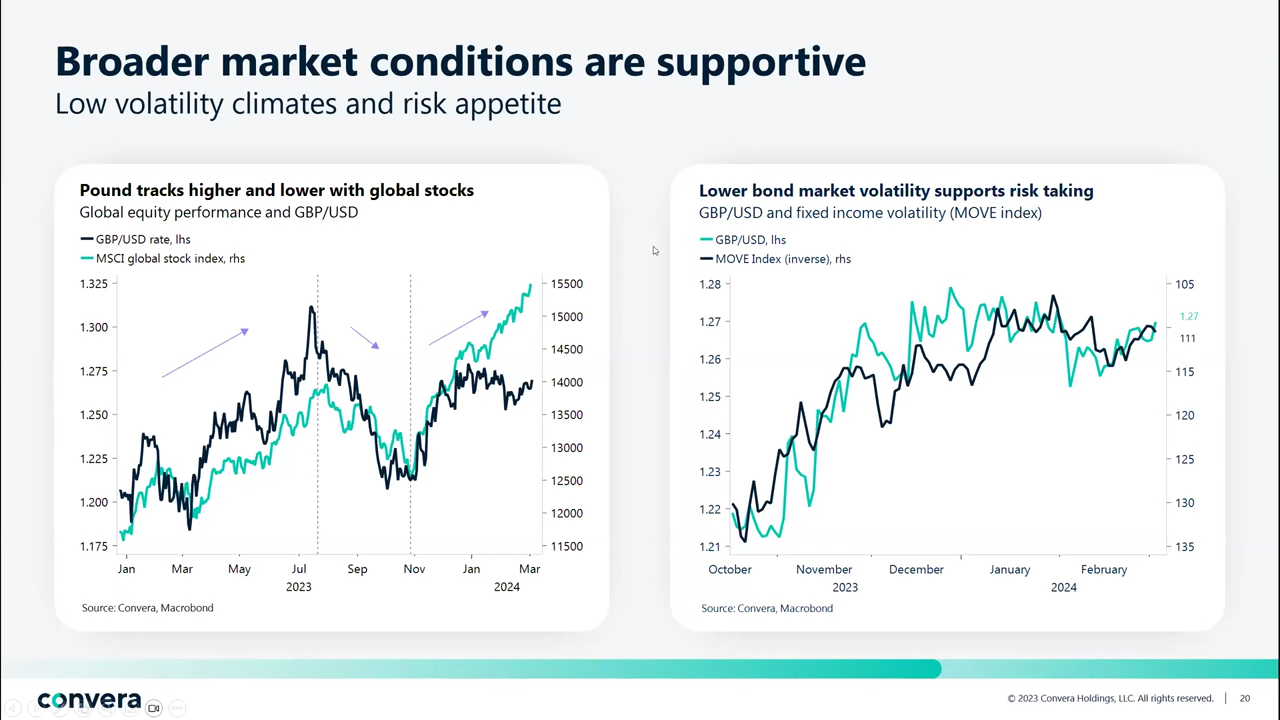 Broader market conditions are supportive
Low volatility climates and risk appetite
Pound tracks higher and lower with global stocks
Global equity performance and GBP/USD
GBP/USD rate, lhs
MSCI global stock index, rhs
1.325
1.300
1.275
1.250
1.225
1.200
1.175
15500
15000
14500
14000
13500
13000
12500
12000
11500
Jan Mar May Jul Sep Nov Jan Mar
2023 2024
Source: Convera, Macrobond
Lower bond market volatility supports risk taking
GBP/USD and fixed income volatility (MOVE index)
GBP/USD, lhs
MOVE Index (inverse), rhs
1.28
1.27
1.26
1.25
1.24
1.23
1.22
1.21
105
1.27
111
115
120
125
130
135
October November December January February
2023 2024
Source: Convera, Macrobond
convera
© 2023 Convera Holdings, LLC. All rights reserved. | 20